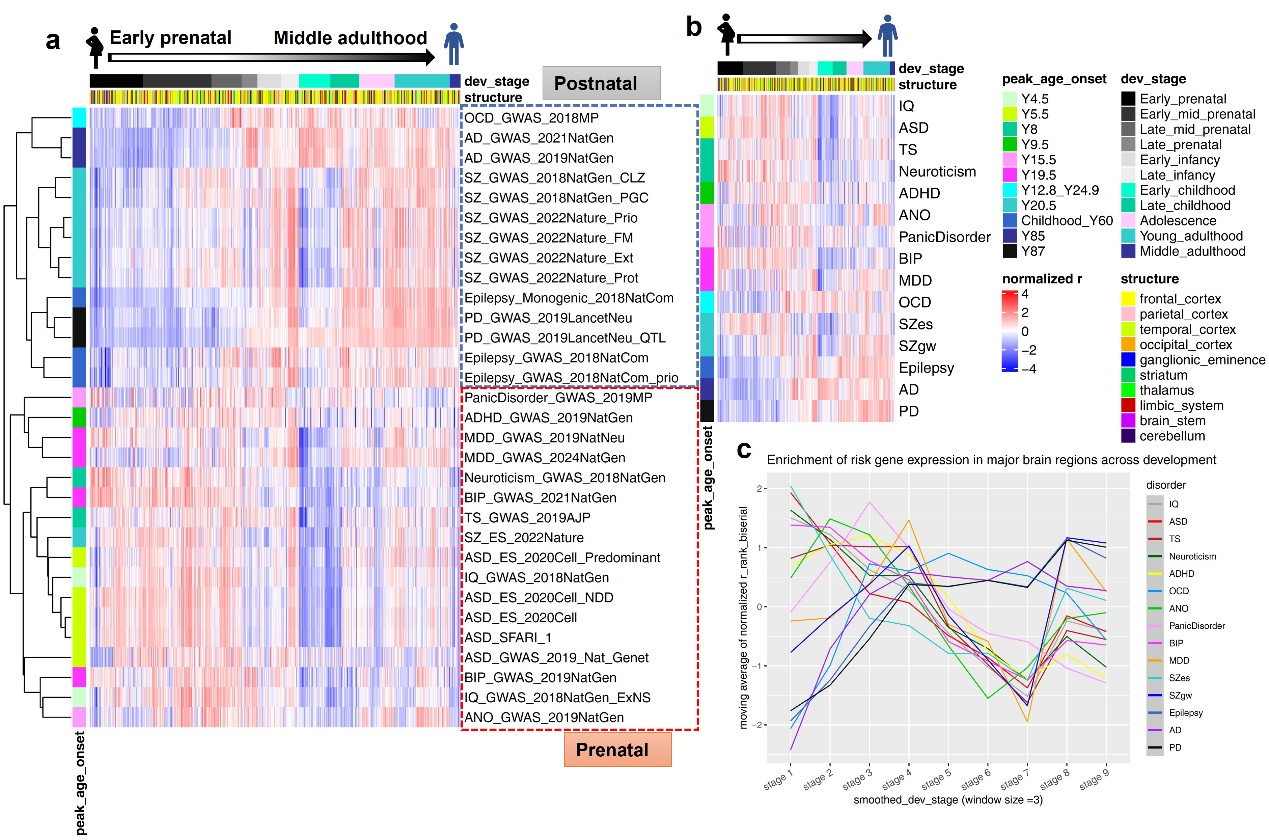 a
Early prenatal
Middle adulthood
dev_stage
structure
Postnatal
OCD_GWAS_2018MP
AD_GWAS_2021NatGen
AD_GWAS_2019NatGen
SZ_GWAS_2018NatGen_CLZ
SZ_GWAS_2018NatGen_PGC
SZ_GWAS_2022Nature_Prio
SZ_GWAS_2022Nature_FM
SZ_GWAS_2022Nature_Ext
SZ_GWAS_2022Nature_Prot
Epilepsy_Monogenic_2018NatCom
PD_GWAS_2019LancetNeu
PD_GWAS_2019LancetNeu_QTL
Epilepsy_GWAS_2018NatCom
Epilepsy_GWAS_2018NatCom_prio
PanicDisorder_GWAS_2019MP
ADHD_GWAS_2019NatGen
MDD_GWAS_2019NatNeu
MDD_GWAS_2024NatGen
Neuroticism_GWAS_2018NatGen
BIP_GWAS_2021NatGen
TS_GWAS_2019AJP
SZ_ES_2022Nature
ASD_ES_2020Cell_Predominant
IQ_GWAS_2018NatGen
ASD_ES_2020Cell_NDD
ASD_ES_2020Cell
ASD_SFARI_1
ASD_GWAS_2019_Nat_Genet
BIP_GWAS_2019NatGen
IQ_GWAS_2018NatGen_ExNS
ANO_GWAS_2019NatGen
Prenatal
peak_age_onset
b
dev_stage
structure
IQ
ASD
TS
Neuroticism
ADHD
ANO
PanicDisorder
BIP
MDD
OCD
SZes
SZgw
Epilepsy
AD
PD
peak_age_onset
peak_age_onset
Y4.5
Y5.5
Y8
Y9.5
Y15.5
Y19.5
Y12.8_Y24.9
Y20.5
Childhood_Y60
Y85
Y87
normalized r
4
2
0
−2
−4
dev_stage
Early_prenatal
Early_mid_prenatal
Late_mid_prenatal
Late_prenatal
Early_infancy
Late_infancy
Early_childhood
Late_childhood
Adolescence
Young_adulthood
Middle_adulthood
structure
frontal_cortex
parietal_cortex
temporal_cortex
occipital_cortex
ganglionic_eminence
striatum
thalamus
limbic_system
brain_stem
cerebellum
c
Enrichment of risk gene expression in major brain regions across development
moving average of normalized r_rank_biserial
2
1
0
−1
−2
stage 1
stage 2
stage 3
stage 4
stage 5
stage 6
stage 7
stage 8
stage 9
smoothed_dev_stage (window size =3)
disorder
IQ
ASD
TS
Neuroticism
ADHD
OCD
ANO
PanicDisorder
BIP
MDD
SZes
SZgw
Epilepsy
AD
PD